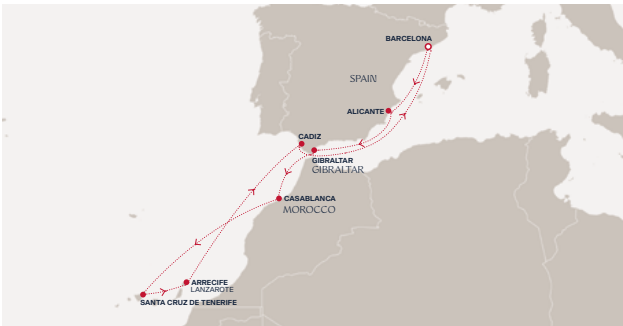 BARCELONA
SPAIN
ALICANTE
CADIZ
GIBRALTAR
GIBRALTAR
CASABLANCA
MOROCCO
ARRECIFE
LANZAROTE
SANTA CRUZ DE TENERIFE